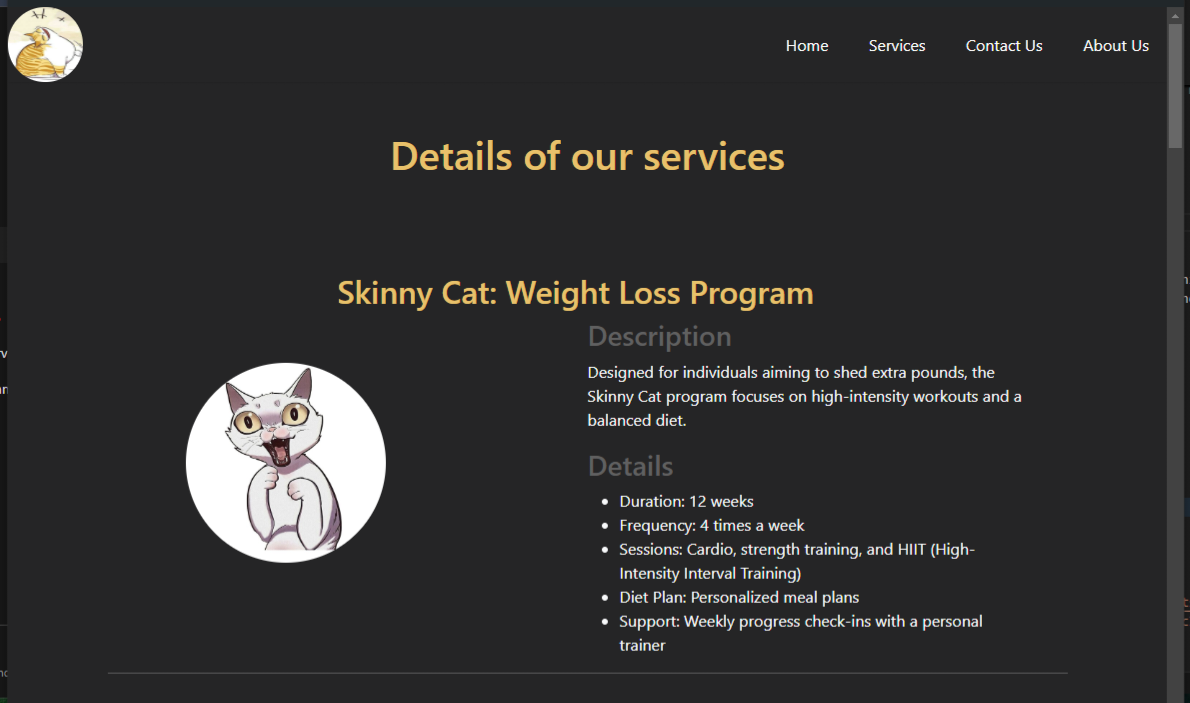 Home Services Contact Us About Us
Details of our services
Skinny Cat: Weight Loss Program
Description
Designed for individuals aiming to shed extra pounds, the
Skinny Cat program focuses on high-intensity workouts and a
balanced diet.
Details
• Duration: 12 weeks
• Frequency: 4 times a week
• Sessions: Cardio, strength training, and HIIT (High-
Intensity Interval Training)
• Diet Plan: Personalized meal plans
• Support: Weekly progress check-ins with a personal
trainer